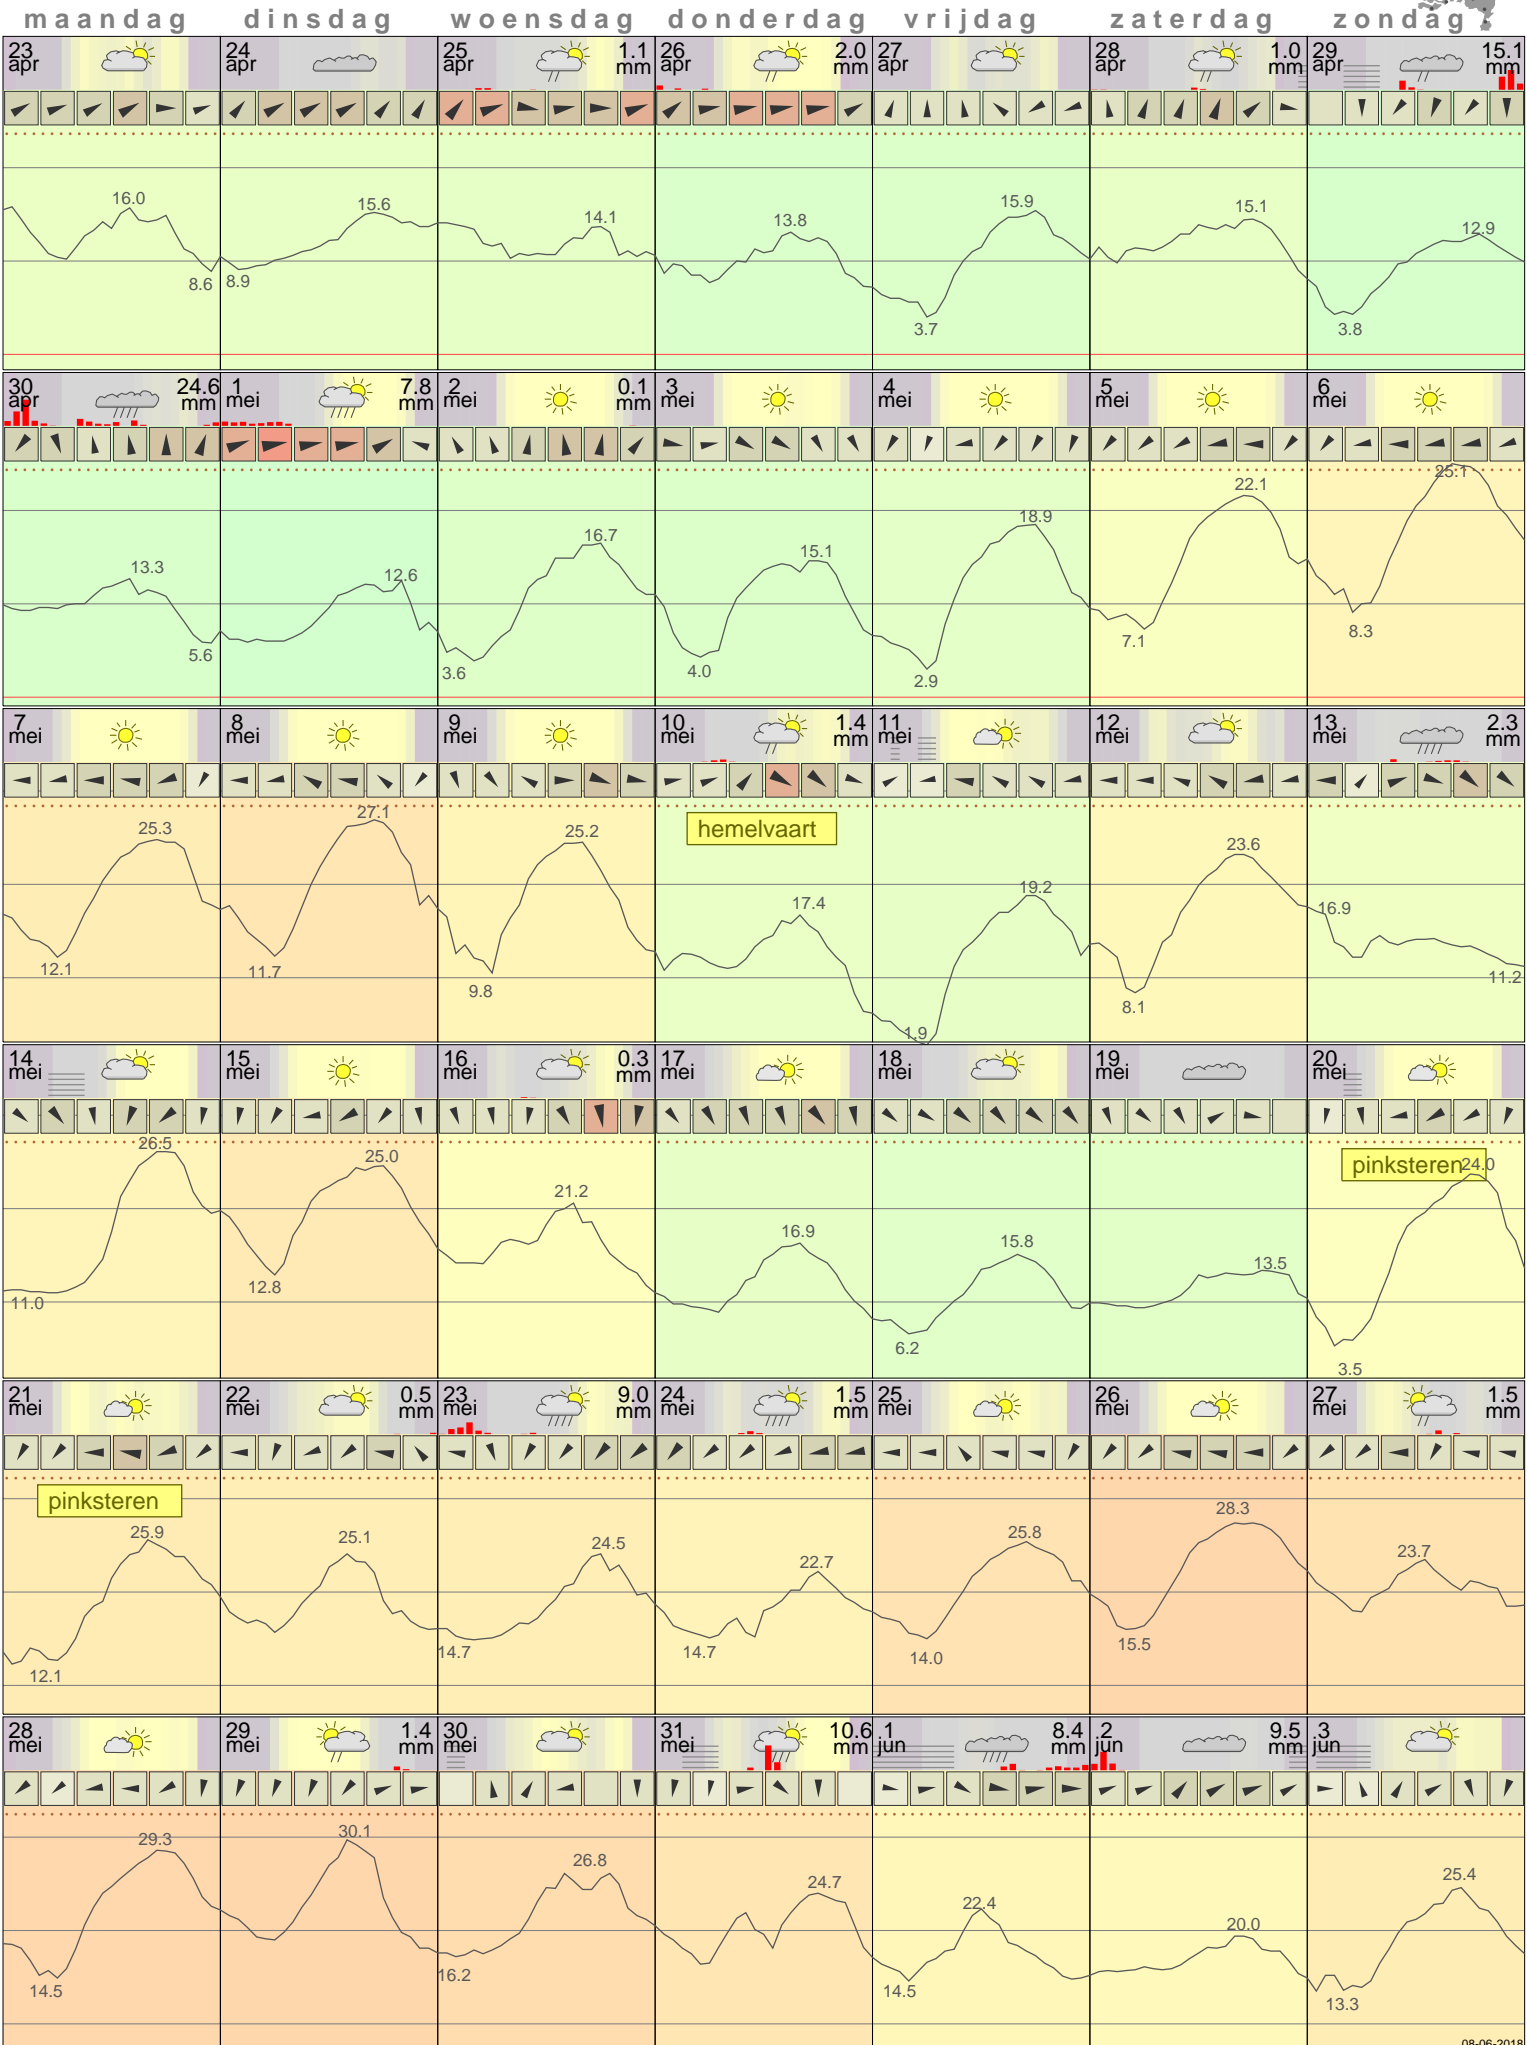 maandag dinsdag woensdag donderdag vrijdag zaterdag zondag
23 24 25 1.1 26 2.0 27 28 1.0 29 15.1
apr apr apr mm apr mm apr apr mm apr mm
16.0 15.6 14.1 13.8 15.9 15.1 12.9
8.6 8.9 3.7 3.8
30 24.6 1 7.8 2 0.1 3 4 5 6
apr mm mei mm mei mm mei mei mei mei
13.3 12.6 16.7 15.1 18.9 22.1 25.1
5.6 3.6 4.0 2.9 7.1 8.3
7 8 9 10 1.4 11 12 13 2.3
mei mei mei mei mm mei mei mei mm
hemelvaart
25.3 27.1 25.2 17.4 19.2 23.6 16.9
12.1 11.7 9.8 1.9 8.1 11.2
14 15 16 0.3 17 18 19 20
mei mei mei mm mei mei mei mei
pinksteren
26.5 25.0 21.2 16.9 15.8 13.5 24.0
11.0 12.8 6.2 3.5
21 22 0.5 23 9.0 24 1.5 25 26 27 1.5
mei mei mm mei mm mei mm mei mei mei mm
pinksteren
25.9 25.1 24.5 22.7 25.8 28.3 23.7
12.1 14.7 14.7 14.0 15.5
28 29 1.4 30 31 10.6 1 8.4 2 9.5 3
mei mei mm mei mei mm jun mm jun mm jun
29.3 30.1 26.8 24.7 22.4 20.0 25.4
14.5 16.2 14.5 13.3
08-06-2018